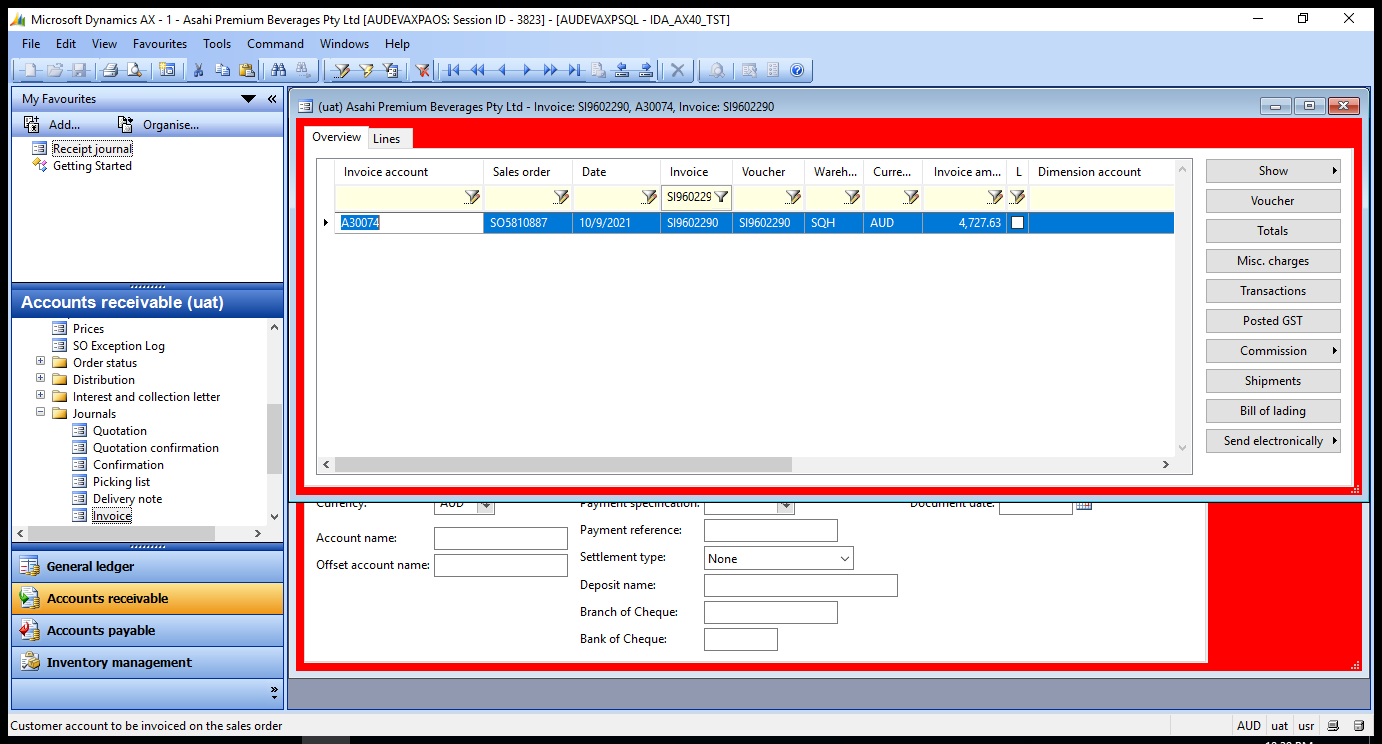 Microsoft Dynamics AX - 1 - Asahi Premium Beverages Pty Ltd [AUDEVAXPAOS: Session ID - 3823] - [AUDEVAXPSQL - IDA_AX40_TST]
File Edit View Favourites Tools Command Windows Help
My Favourites
Add... Organise...
Receipt journal
Getting Started
Accounts receivable (uat)
Prices
SO Exception Log
Order status
Distribution
Interest and collection letter
Journals
Quotation
Quotation confirmation
Confirmation
Picking list
Delivery note
Invoice
General ledger
Accounts receivable
Accounts payable
Inventory management
(uat) Asahi Premium Beverages Pty Ltd - Invoice: SI9602290, A30074, Invoice: SI9602290
Overview Lines
Invoice account Sales order Date Invoice Voucher Wareh... Curre... Invoice am... L Dimension account
SI960229
A30074 SO5810887 10/9/2021 SI9602290 SI9602290 SQH AUD 4,727.63
Show
Voucher
Totals
Misc. charges
Transactions
Posted GST
Commission
Shipments
Bill of lading
Send electronically
Currency: AUD Payment specification: Document date:
Account name: Payment reference:
Offset account name: Settlement type: None
Deposit name:
Branch of Cheque:
Bank of Cheque:
Customer account to be invoiced on the sales order AUD uat usr